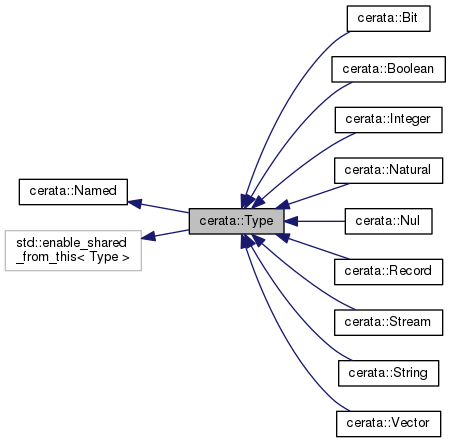 cerata::Bit
cerata::Boolean
cerata::Integer
cerata::Natural
cerata::Named
cerata::Type
cerata::Nul
std::enable_shared
_from_this< Type >
cerata::Record
cerata::Stream
cerata::String
cerata::Vector